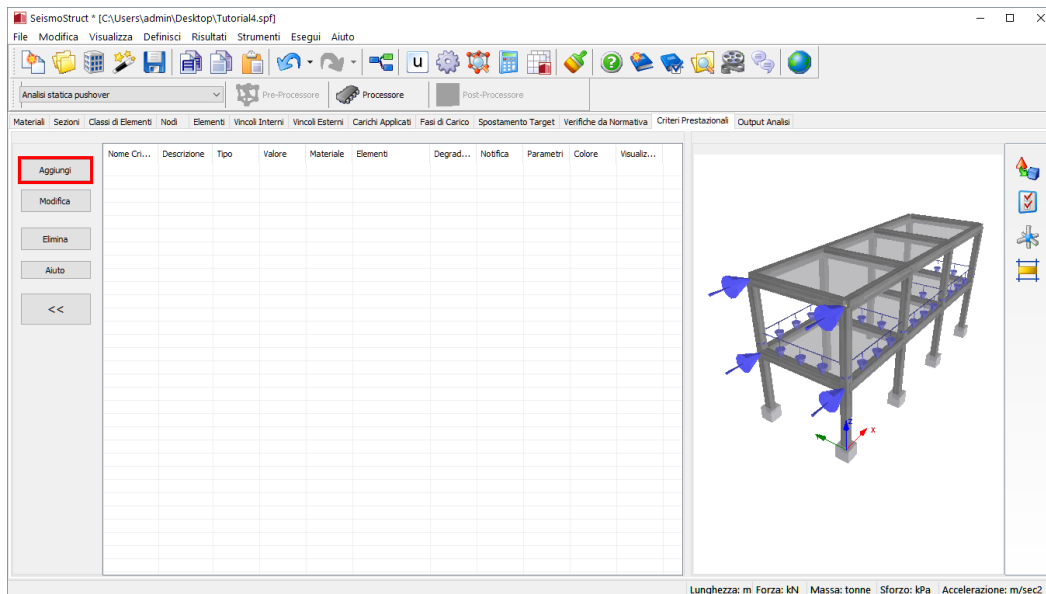 SeismoStruct * [C:\Users\admin\Desktop\Tutorial4.spf]
File Modifica Visualizza Definisci Risultati Strumenti Esegui Aiuto
u
Analisi statica pushover Pre-Processore Processore Post-Processore
Materiali Sezioni Classi di Elementi Nodi Elementi Vincoli Interni Vincoli Esterni Carichi Applicati Fasi di Carico Spostamento Target Verifiche da Normativa Criteri Prestazionali Output Analisi
Nome Cri... Descrizione Tipo Valore Materiale Elementi Degrad... Notifica Parametri Colore Visualiz...
Aggiungi
Modifica
Elimina
Aiuto
<<
z
x
Lunghezza: m Forza: kN Massa: tonne Sforzo: kPa Accelerazione: m/sec2